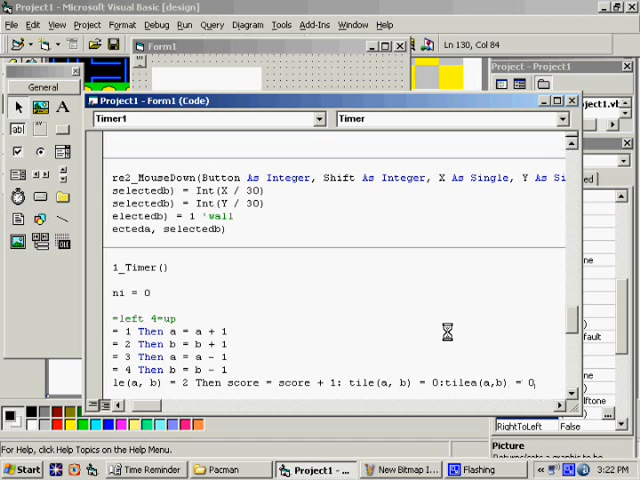 Project1 - Microsoft Visual Basic [design]
File Edit View Project Format Debug Run Query Diagram Tools Add-Ins Window Help
Ln 130, Col 84
Form1
Project - Project1
General
Project1 - Form1 (Code)
ject1.vb
Timer1
Timer
re2_MouseDown(Button As Integer, Shift As Integer, X As Single, Y As Si
selectedb) = Int(X / 30)
selectedb) = Int(Y / 30)
electedb) = 1 'wall
ecteda, selectedb)
1_Timer()
ni = 0
=left 4=up
= 1 Then a = a + 1
= 2 Then b = b + 1
= 3 Then a = a - 1
= 4 Then b = b - 1
le(a, b) = 2 Then score = score + 1: tile(a, b) = 0:tilea(a,b) = 0
RightToLeft False
Picture
For Help, click Help Topics on the Help Menu.
Start
Time Reminder
Pacman
Project1 - ...
New Bitmap I...
Flashing
3:22 PM